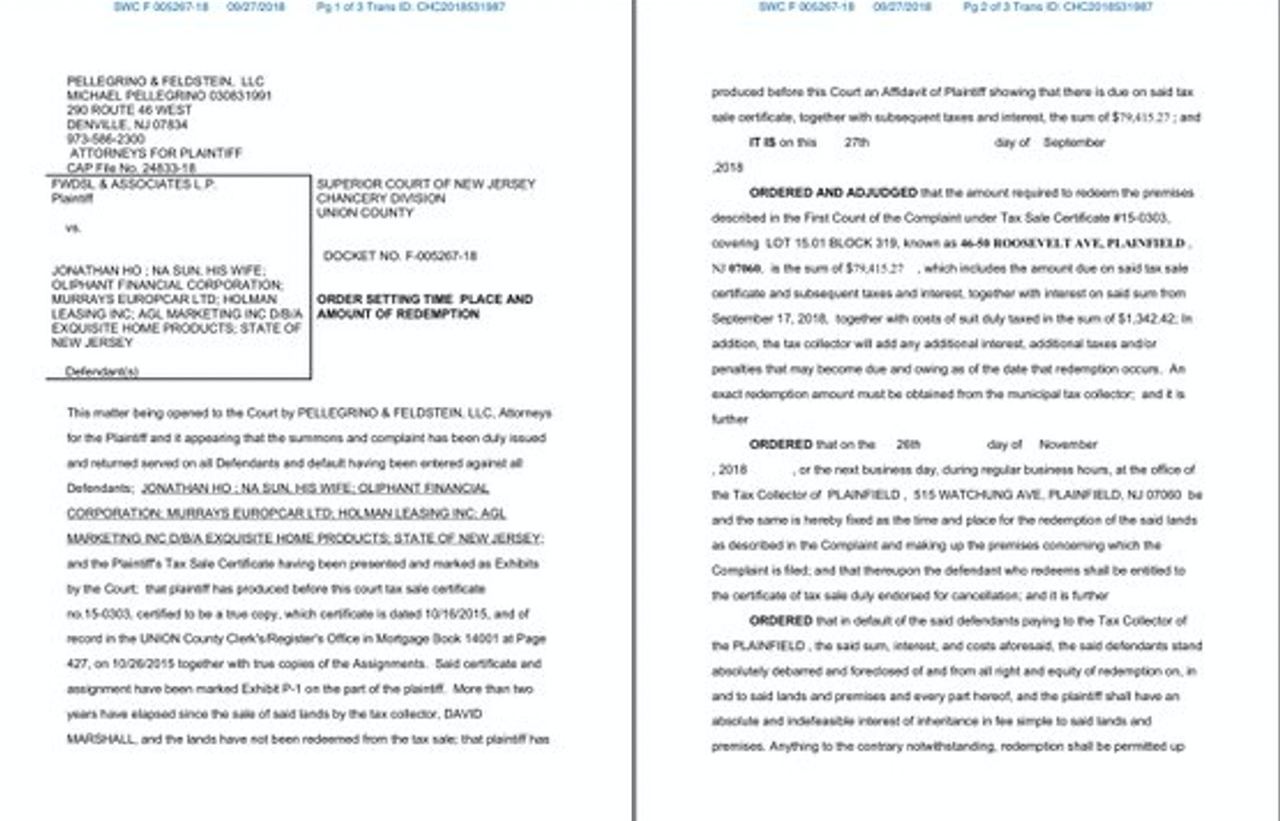 SWC F 005267-18 09/27/2018 Pg 1 of 3 Trans ID: CHC2018531987
PELLEGRINO & FELDSTEIN, LLC
MICHAEL PELLEGRINO 030831991
290 ROUTE 46 WEST
DENVILLE, NJ 07834
973-586-2300
ATTORNEYS FOR PLAINTIFF
CAP File No. 24833-18
FWDSL & ASSOCIATES L.P.
Plaintiff
vs.
JONATHAN HO ; NA SUN, HIS WIFE;
OLIPHANT FINANCIAL CORPORATION;
MURRAYS EUROPCAR LTD; HOLMAN
LEASING INC; AGL MARKETING INC D/B/A
EXQUISITE HOME PRODUCTS; STATE OF
NEW JERSEY
Defendant(s)
SUPERIOR COURT OF NEW JERSEY
CHANCERY DIVISION
UNION COUNTY
DOCKET NO. F-005267-18
ORDER SETTING TIME PLACE AND
AMOUNT OF REDEMPTION
This matter being opened to the Court by PELLEGRINO & FELDSTEIN, LLC, Attorneys
for the Plaintiff and it appearing that the summons and complaint has been duly issued
and returned served on all Defendants and default having been entered against all
Defendants; JONATHAN HO ; NA SUN, HIS WIFE; OLIPHANT FINANCIAL
CORPORATION; MURRAYS EUROPCAR LTD; HOLMAN LEASING INC; AGL
MARKETING INC D/B/A EXQUISITE HOME PRODUCTS; STATE OF NEW JERSEY;
and the Plaintiff's Tax Sale Certificate having been presented and marked as Exhibits
by the Court; that plaintiff has produced before this court tax sale certificate
no.15-0303, certified to be a true copy, which certificate is dated 10/16/2015, and of
record in the UNION County Clerk's/Register's Office in Mortgage Book 14001 at Page
427, on 10/26/2015 together with true copies of the Assignments. Said certificate and
assignment have been marked Exhibit P-1 on the part of the plaintiff. More than two
years have elapsed since the sale of said lands by the tax collector, DAVID
MARSHALL, and the lands have not been redeemed from the tax sale; that plaintiff has
SWC F 005267-18 09/27/2018 Pg 2 of 3 Trans ID: CHC2018531987
produced before this Court an Affidavit of Plaintiff showing that there is due on said tax
sale certificate, together with subsequent taxes and interest, the sum of $79,415.27 ; and
IT IS on this 27th day of September
,2018
ORDERED AND ADJUDGED that the amount required to redeem the premises
described in the First Count of the Complaint under Tax Sale Certificate #15-0303,
covering LOT 15.01 BLOCK 319, known as 46-50 ROOSEVELT AVE, PLAINFIELD ,
NJ 07060, is the sum of $79,415.27 , which includes the amount due on said tax sale
certificate and subsequent taxes and interest, together with interest on said sum from
September 17, 2018, together with costs of suit duly taxed in the sum of $1,342.42; In
addition, the tax collector will add any additional interest, additional taxes and/or
penalties that may become due and owing as of the date that redemption occurs. An
exact redemption amount must be obtained from the municipal tax collector; and it is
further
ORDERED that on the 26th day of November
, 2018 , or the next business day, during regular business hours, at the office of
the Tax Collector of PLAINFIELD , 515 WATCHUNG AVE, PLAINFIELD, NJ 07060 be
and the same is hereby fixed as the time and place for the redemption of the said lands
as described in the Complaint and making up the premises concerning which the
Complaint is filed; and that thereupon the defendant who redeems shall be entitled to
the certificate of tax sale duly endorsed for cancellation; and it is further
ORDERED that in default of the said defendants paying to the Tax Collector of
the PLAINFIELD , the said sum, interest, and costs aforesaid, the said defendants stand
absolutely debarred and foreclosed of and from all right and equity of redemption on, in
and to said lands and premises and every part hereof, and the plaintiff shall have an
absolute and indefeasible interest of inheritance in fee simple to said lands and
premises. Anything to the contrary notwithstanding, redemption shall be permitted up